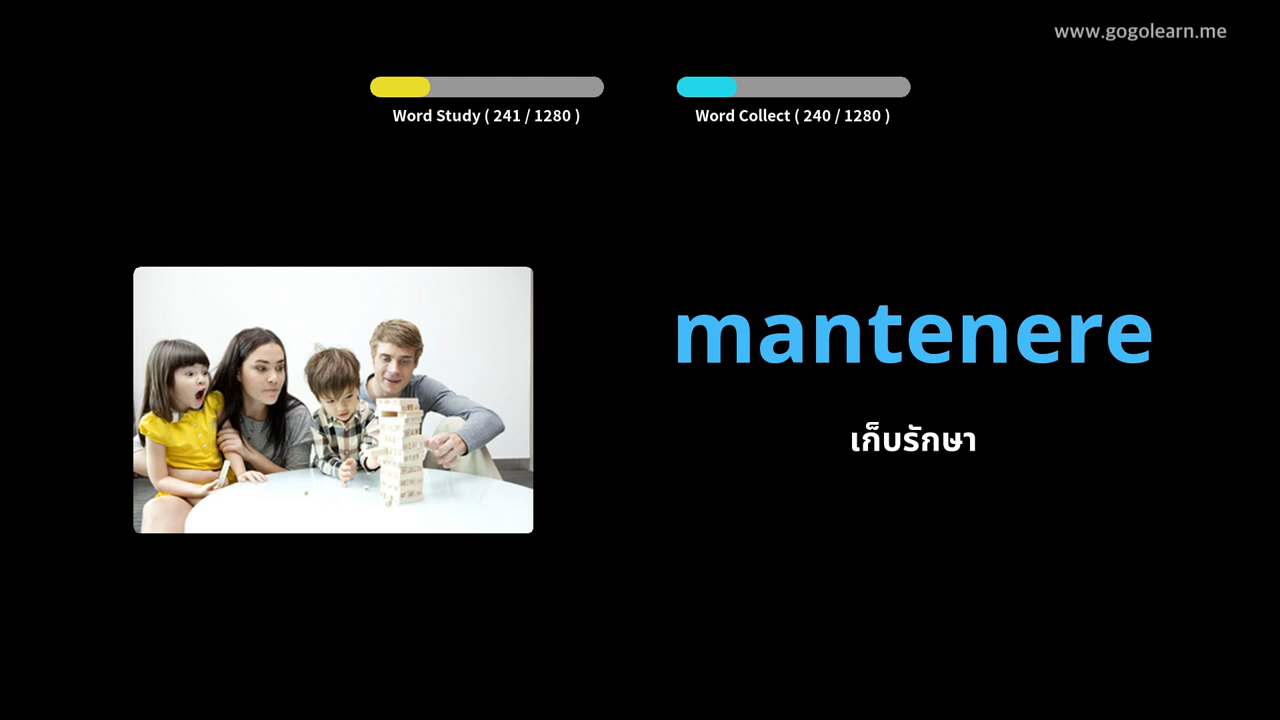 www.gogolearn.me
Word Study ( 241 / 1280 )
Word Collect ( 240 / 1280 )
mantenere
เก็บรักษา